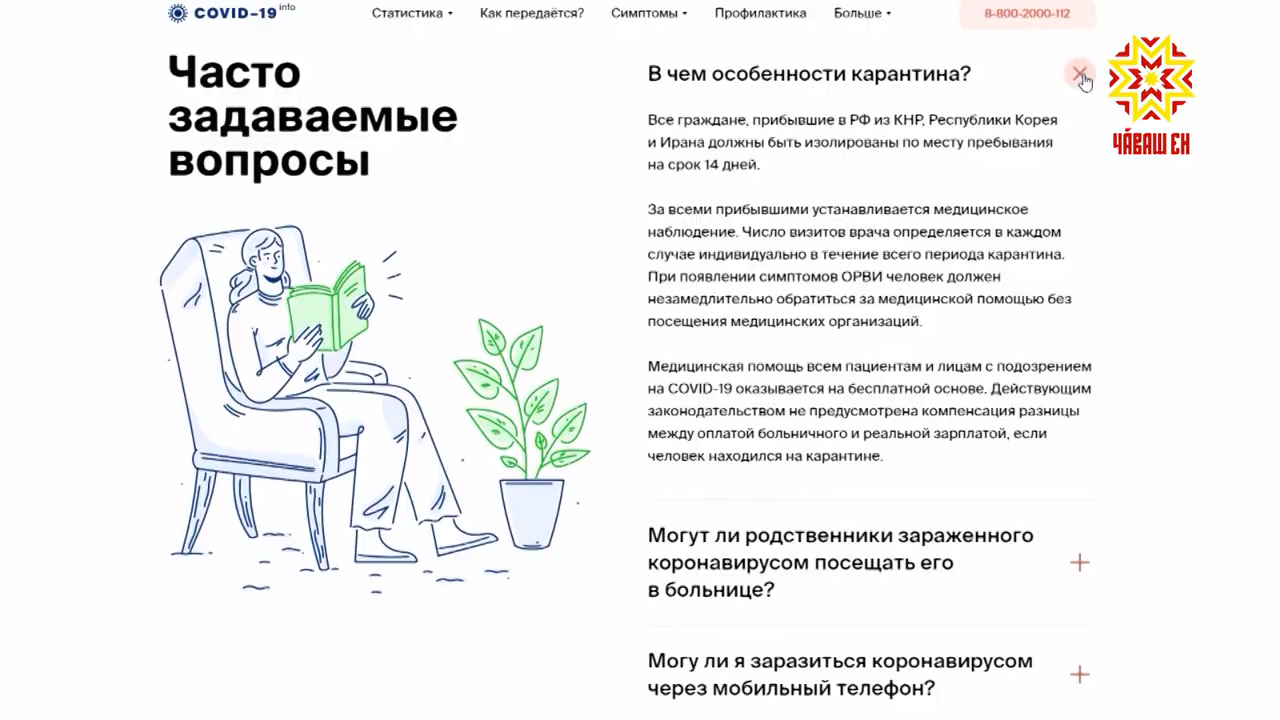 COVID-19 info
Статистика
Как передаётся?
Симптомы
Профилактика
Больше
8-800-2000-112
ЧӐВАШ ЕН
Часто
задаваемые
вопросы
В чем особенности карантина?
Все граждане, прибывшие в РФ из КНР, Республики Корея
и Ирана должны быть изолированы по месту пребывания
на срок 14 дней.
За всеми прибывшими устанавливается медицинское
наблюдение. Число визитов врача определяется в каждом
случае индивидуально в течение всего периода карантина.
При появлении симптомов ОРВИ человек должен
незамедлительно обратиться за медицинской помощью без
посещения медицинских организаций.
Медицинская помощь всем пациентам и лицам с подозрением
на COVID-19 оказывается на бесплатной основе. Действующим
законодательством не предусмотрена компенсация разницы
между оплатой больничного и реальной зарплатой, если
человек находился на карантине.
Могут ли родственники зараженного
коронавирусом посещать его
в больнице?
Могу ли я заразиться коронавирусом
через мобильный телефон?